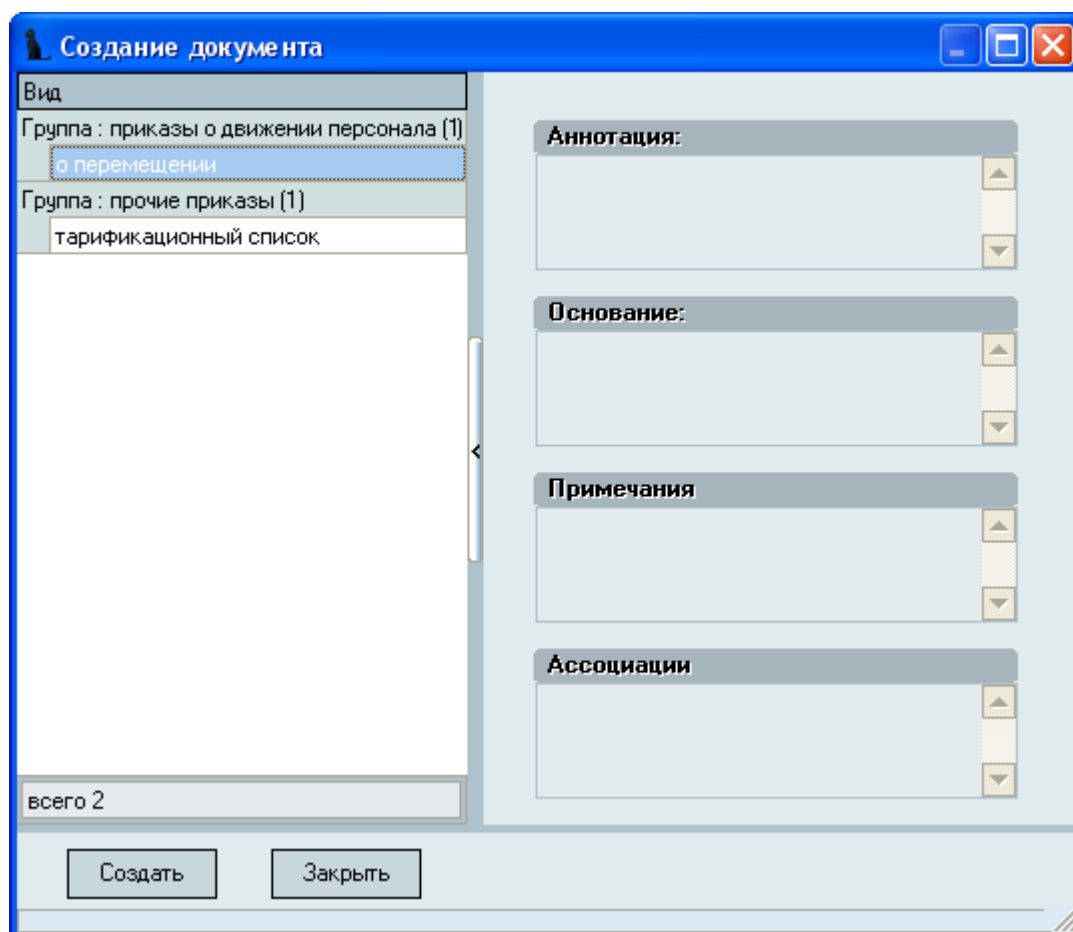 Создание документа
Вид
Группа : приказы о движении персонала (1)
о перемещении
Группа : прочие приказы (1)
тарификационный список
всего 2
Аннотация:
Основание:
Примечания
Ассоциации
Создать
Закрыть